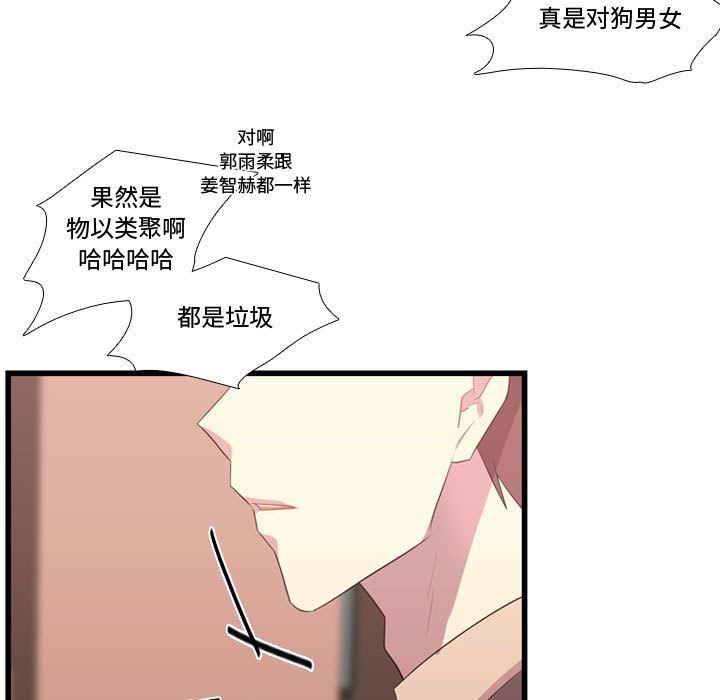 真是对狗男女
对啊
郭雨柔跟
姜智赫都一样
果然是
物以类聚啊
哈哈哈哈
都是垃圾